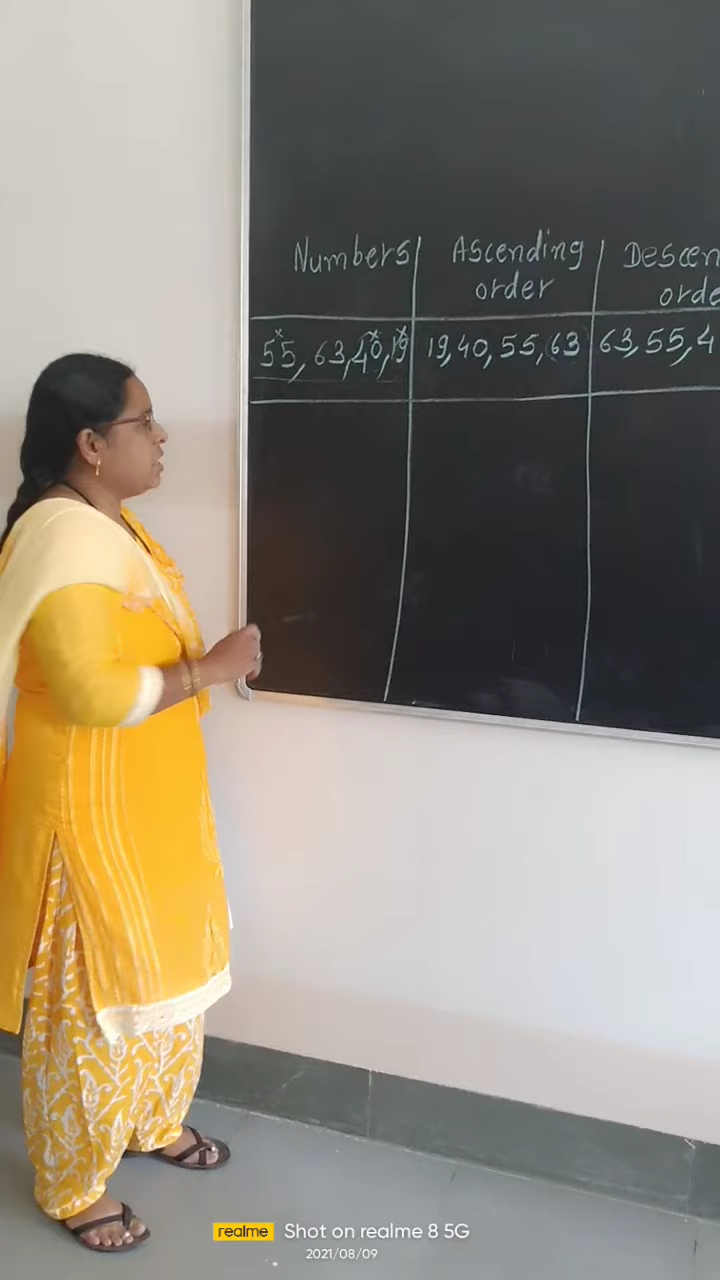 Numbers Ascending Descen
order orde
55, 63, 40, 19 19, 40, 55, 63 63, 55, 4
realme Shot on realme 8 5G
2021/08/09